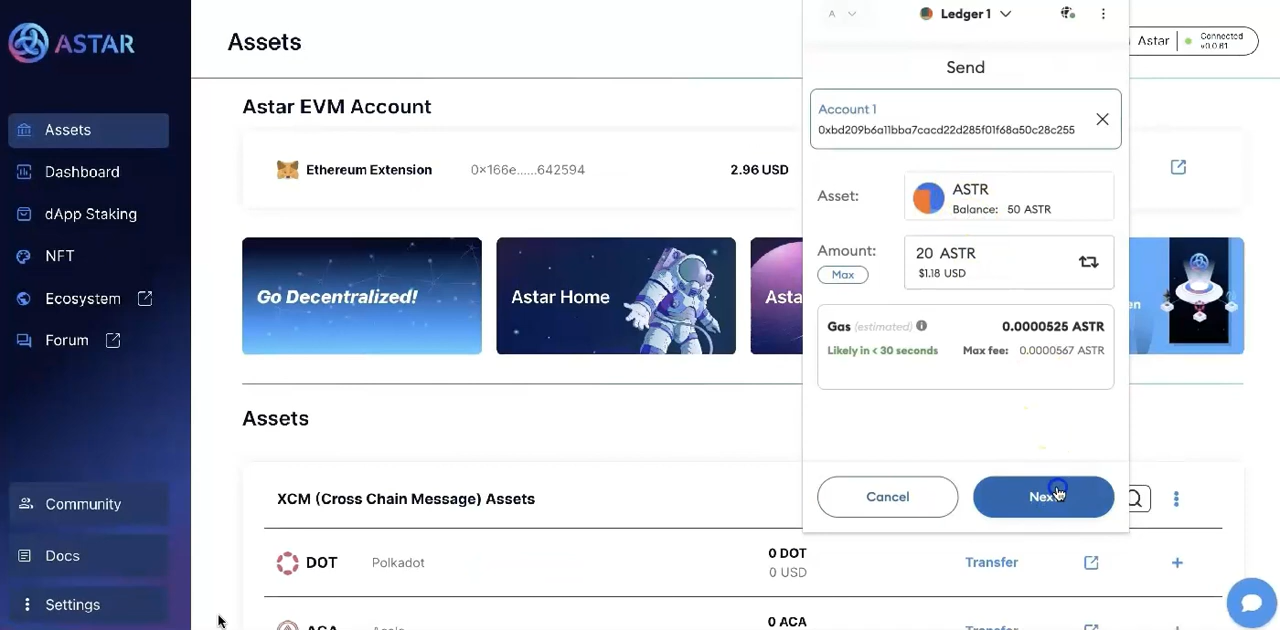 ASTAR
Assets
Dashboard
dApp Staking
NFT
Ecosystem
Forum
Community
Docs
Settings
Assets
Astar EVM Account
Ethereum Extension 0x166e......642594 2.96 USD
Go Decentralized!
Astar Home
Asta
en
Assets
XCM (Cross Chain Message) Assets
DOT Polkadot 0 DOT
0 USD
Transfer
0 ACA
Astar Connected
v0.0.61
A
Ledger 1
Send
Account 1
0xbd209b6a11bba7cacd22d285f01f68a50c28c255
Asset: ASTR
Balance: 50 ASTR
Amount: 20 ASTR
Max $1.18 USD
Gas (estimated) 0.0000525 ASTR
Likely in < 30 seconds Max fee: 0.0000567 ASTR
Cancel
Next